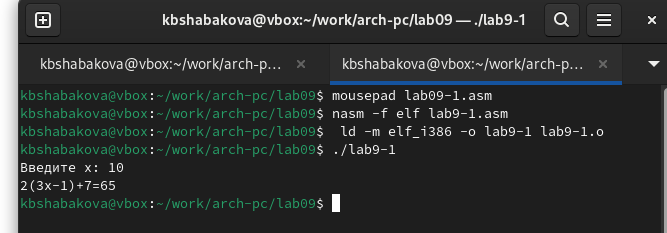 kbshabakova@vbox:~/work/arch-pc/lab09 — ./lab9-1
kbshabakova@vbox:~/work/arch-p...
kbshabakova@vbox:~/work/arch-p...
kbshabakova@vbox:~/work/arch-pc/lab09$ mousepad lab09-1.asm
kbshabakova@vbox:~/work/arch-pc/lab09$ nasm -f elf lab9-1.asm
kbshabakova@vbox:~/work/arch-pc/lab09$  ld -m elf_i386 -o lab9-1 lab9-1.o
kbshabakova@vbox:~/work/arch-pc/lab09$ ./lab9-1
Введите x: 10
2(3x-1)+7=65
kbshabakova@vbox:~/work/arch-pc/lab09$